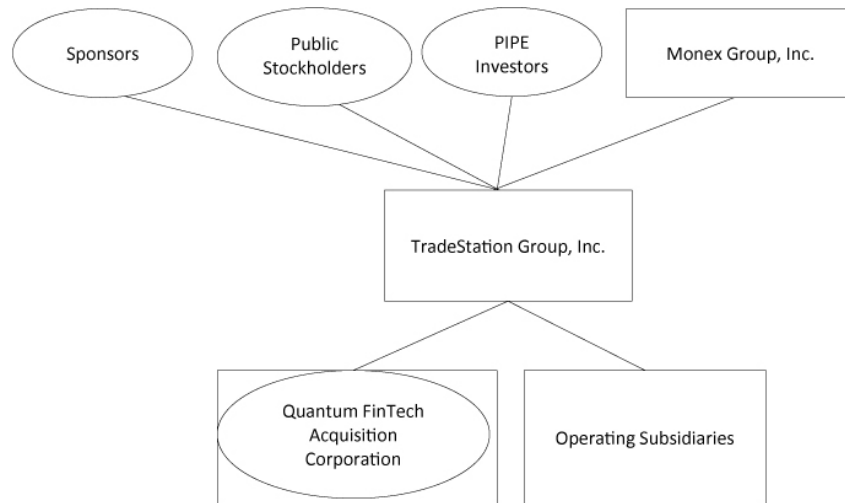 Sponsors
Public
Stockholders
PIPE
Investors
Monex Group, Inc.
TradeStation Group, Inc.
Quantum FinTech
Acquisition
Corporation
Operating Subsidiaries